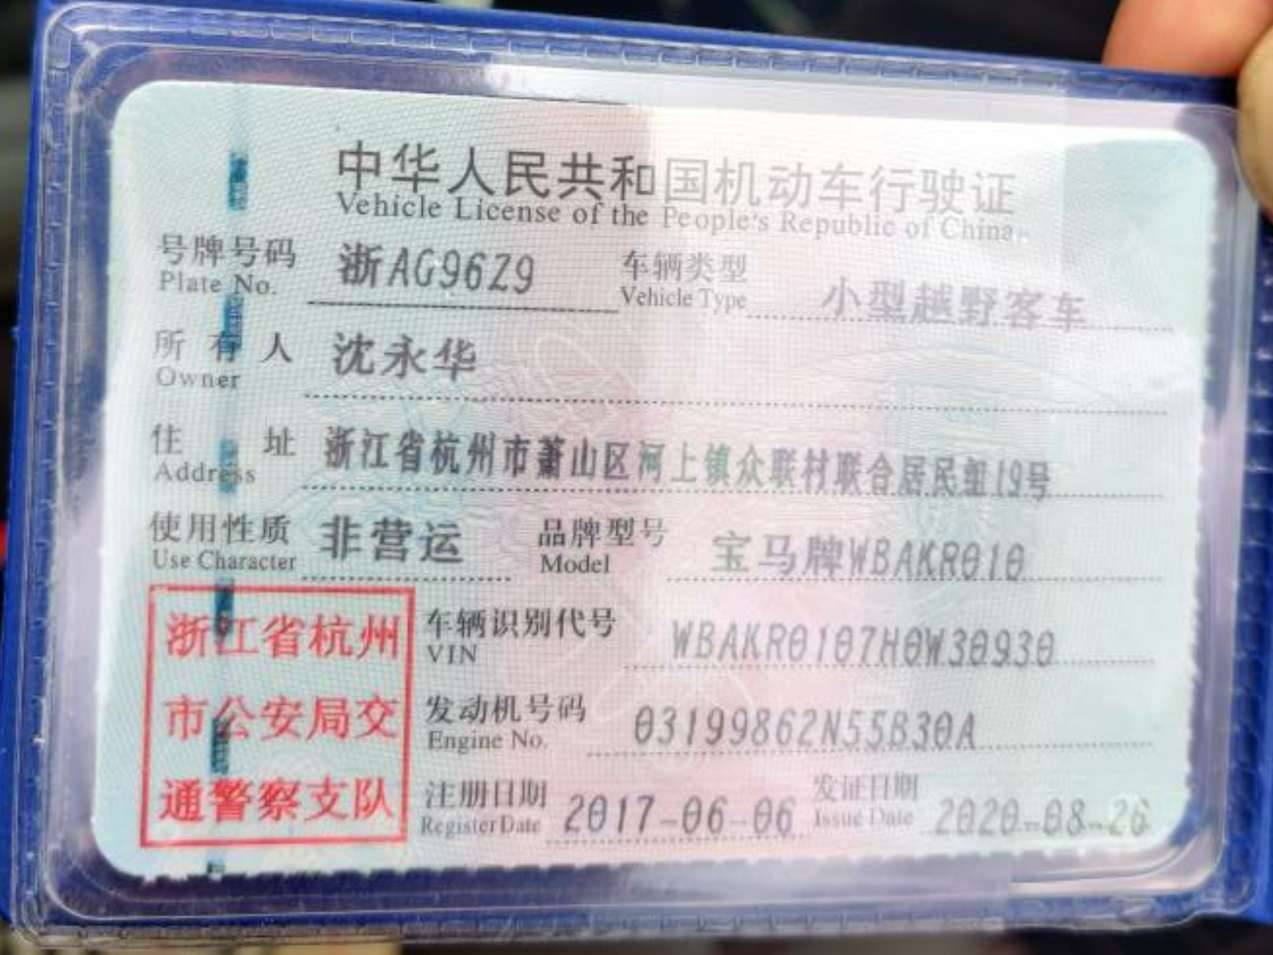 中华人民共和国机动车行驶证
Vehicle License of the People's Republic of China
号牌号码 浙AG96Z9 车辆类型 小型越野客车
Plate No. Vehicle Type
所有人 沈永华
Owner
住址 浙江省杭州市萧山区河上镇众联村联合居民组19号
Address
使用性质 非营运 品牌型号 宝马牌WBAKR010
Use Character Model
浙江省杭州
市公安局交
通警察支队
车辆识别代号 WBAKR0107H0W30930
VIN
发动机号码 03199862N55B30A
Engine No.
注册日期 2017-06-06 发证日期 2020-08-26
Register Date Issue Date